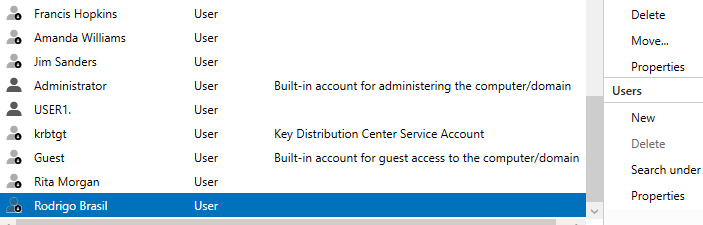 Francis Hopkins User
Amanda Williams User
Jim Sanders User
Administrator User Built-in account for administering the computer/domain
USER1. User
krbtgt User Key Distribution Center Service Account
Guest User Built-in account for guest access to the computer/domain
Rita Morgan User
Rodrigo Brasil User
Delete
Move...
Properties
Users
New
Delete
Search under
Properties